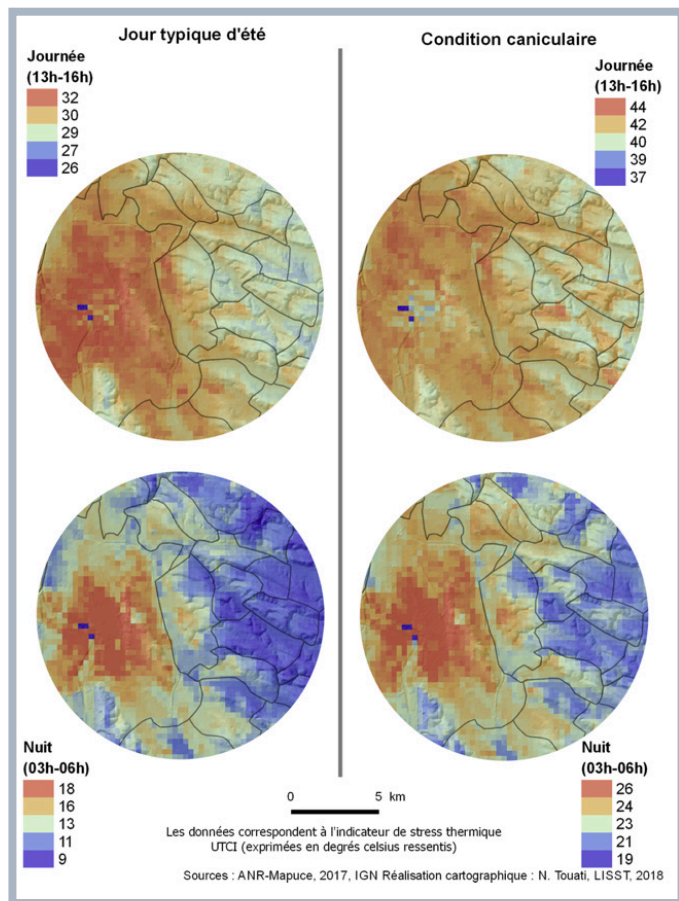 Jour typique d'été
Condition caniculaire
Journée
(13h-16h)
32
30
29
27
26
Journée
(13h-16h)
44
42
40
39
37
Nuit
(03h-06h)
18
16
13
11
9
Nuit
(03h-06h)
26
24
23
21
19
0 5 km
Les données correspondent à l'indicateur de stress thermique
UTCI (exprimées en degrés celsius ressentis)
Sources : ANR-Mapuce, 2017, IGN Réalisation cartographique : N. Touati, LISST, 2018